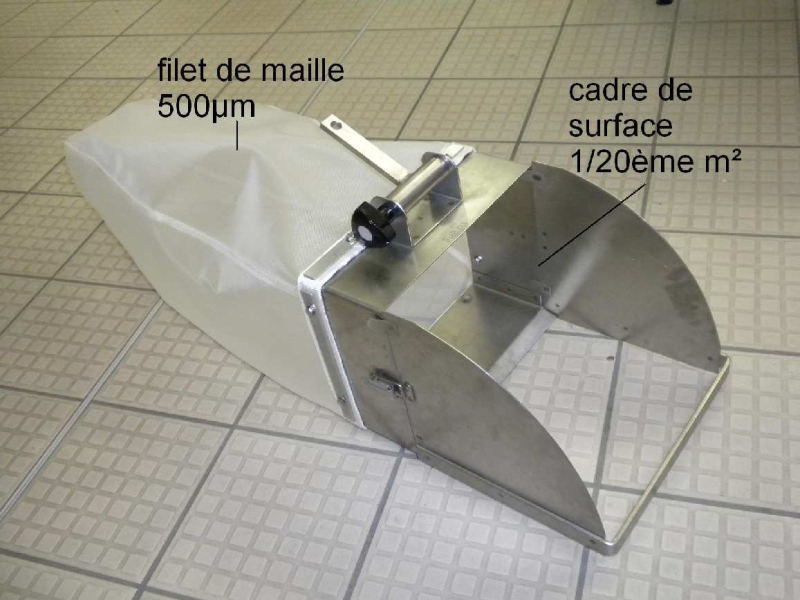 filet de maille
500µm
cadre de
surface
1/20ème m²